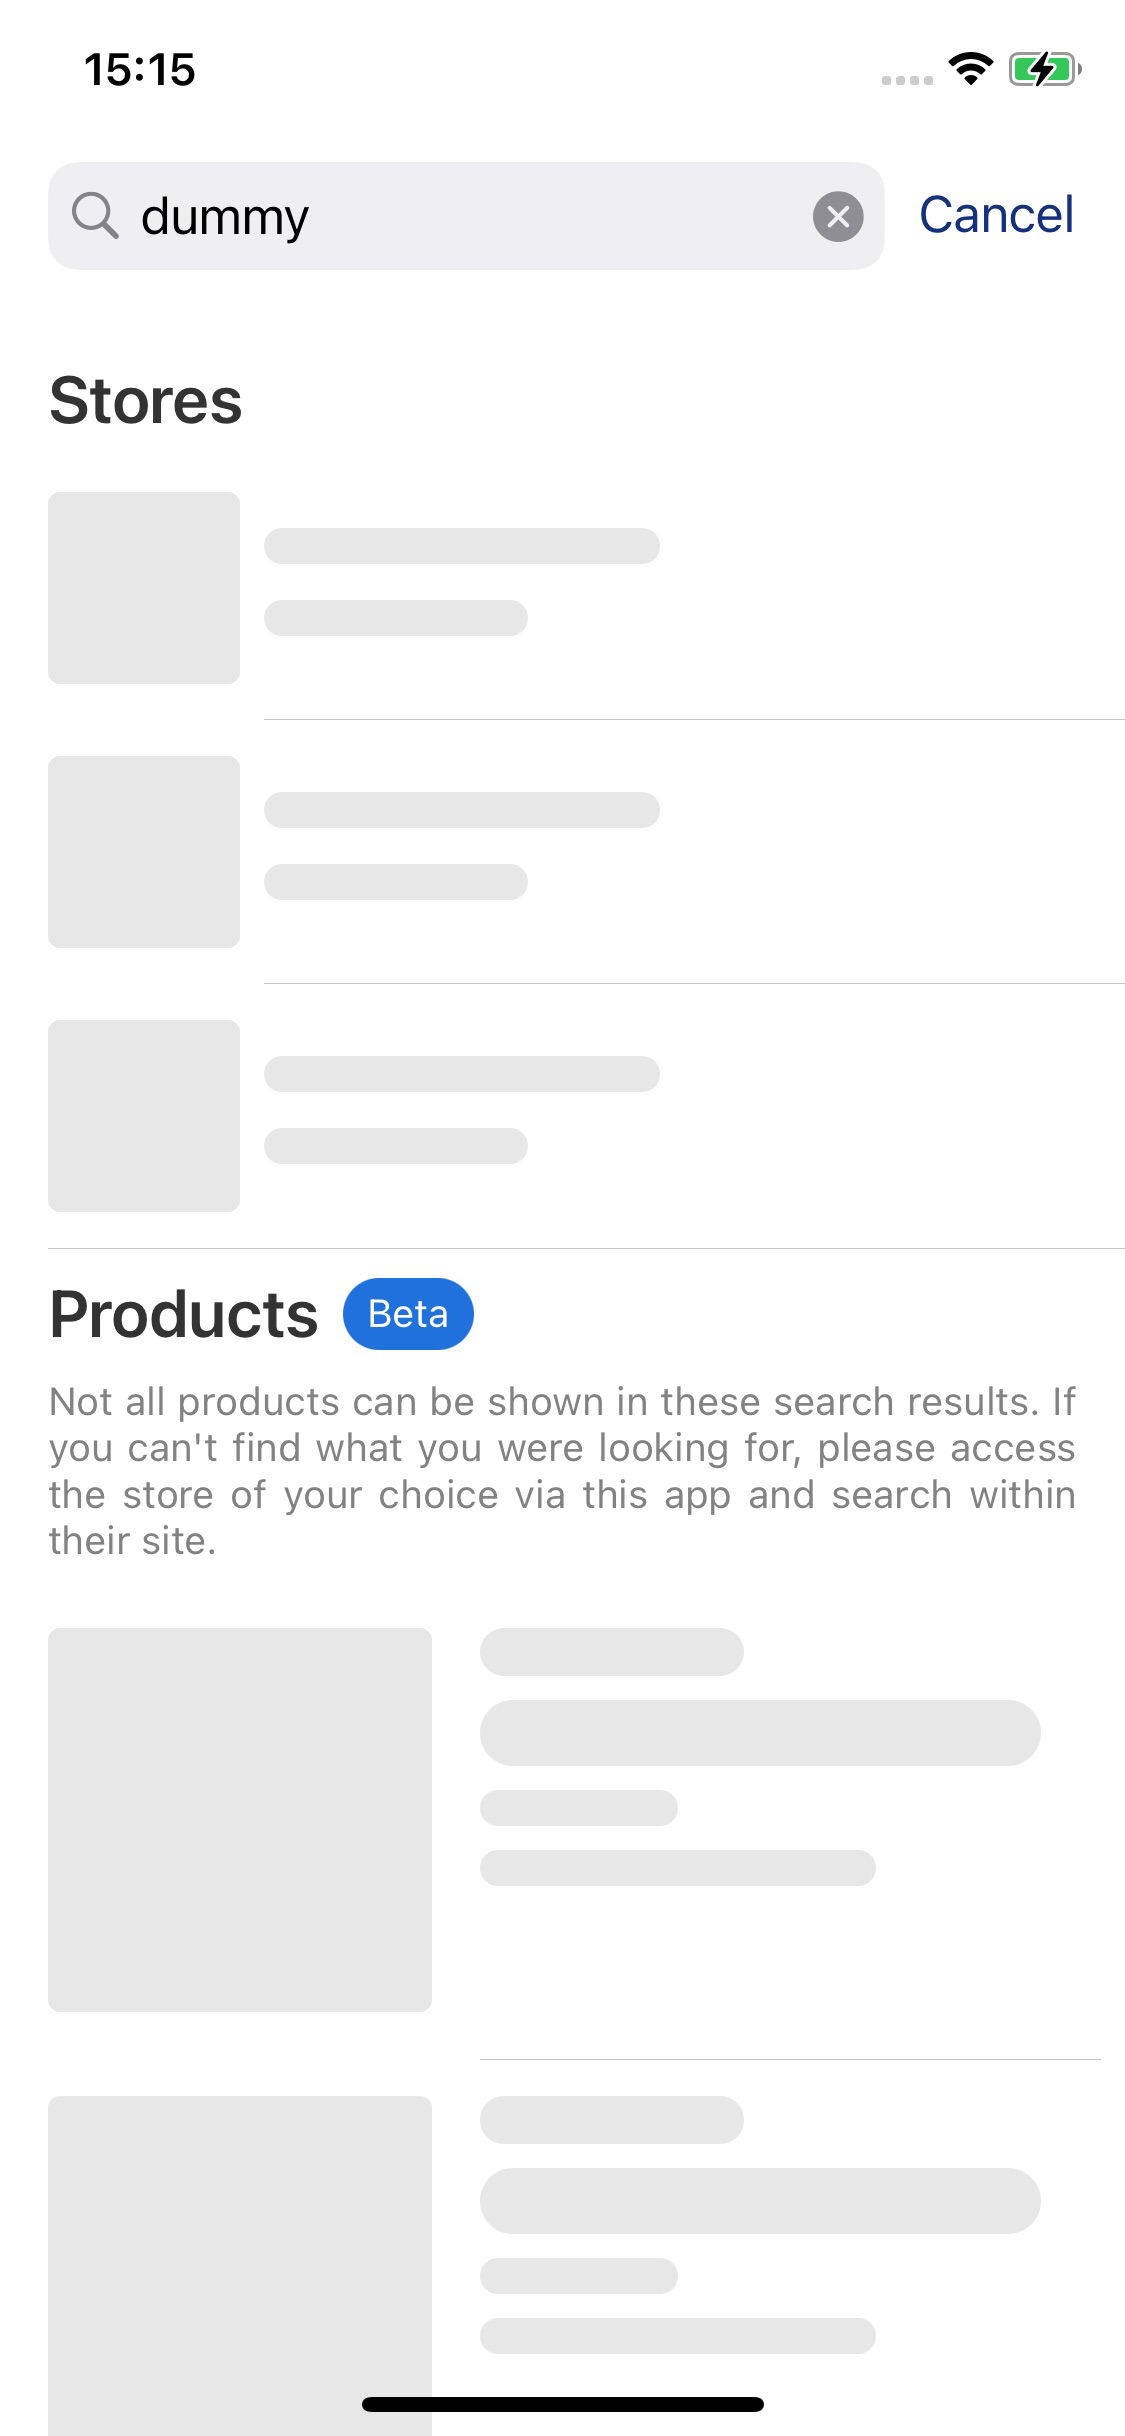 15:15
dummy
Cancel
Stores
Products
Beta
Not all products can be shown in these search results. If
you can't find what you were looking for, please access
the store of your choice via this app and search within
their site.